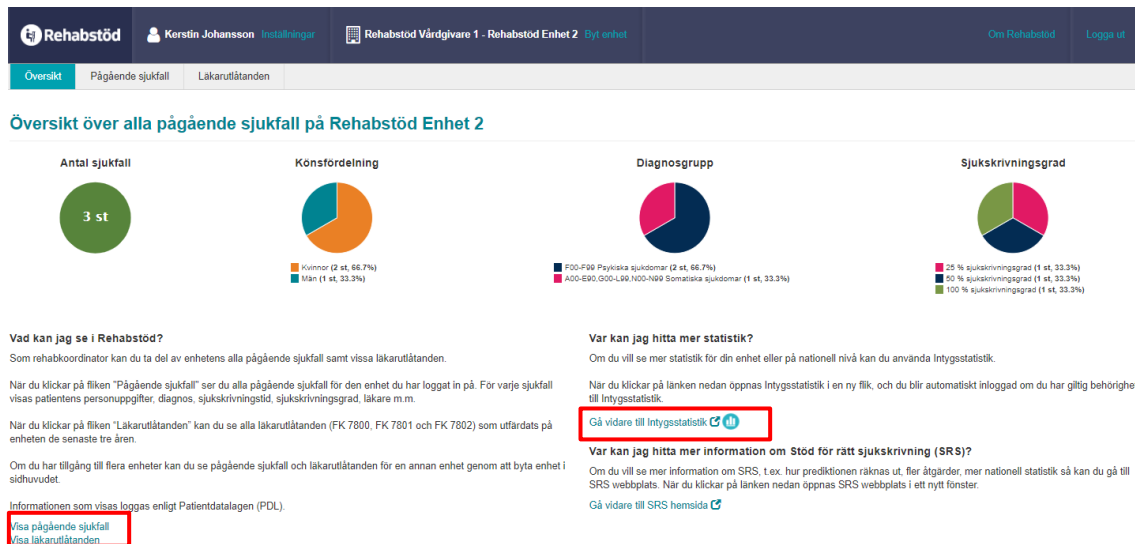 Rehabstöd
Kerstin Johansson Inställningar
Rehabstöd Vårdgivare 1 - Rehabstöd Enhet 2 Byt enhet
Om Rehabstöd
Logga ut
Översikt
Pågående sjukfall
Läkarutlåtanden
Översikt över alla pågående sjukfall på Rehabstöd Enhet 2
Antal sjukfall
3 st
Könsfördelning
Kvinnor (2 st, 66.7%)
Män (1 st, 33.3%)
Diagnosgrupp
F00-F99 Psykiska sjukdomar (2 st, 66.7%)
A00-E90,G00-L99,N00-N99 Somatiska sjukdomar (1 st, 33,3%)
Sjukskrivningsgrad
25 % sjukskrivningsgrad (1 st, 33.3%)
50 % sjukskrivningsgrad (1 st, 33.3%)
100 % sjukskrivningsgrad (1 st, 33.3%)
Vad kan jag se i Rehabstöd?
Som rehabkoordinator kan du ta del av enhetens alla pågående sjukfall samt vissa läkarutlåtanden.
När du klickar på fliken "Pågående sjukfall" ser du alla pågående sjukfall för den enhet du har loggat in på. För varje sjukfall
visas patientens personuppgifter, diagnos, sjukskrivningstid, sjukskrivningsgrad, läkare m.m.
När du klickar på fliken "Läkarutlåtanden" kan du se alla läkarutlåtanden (FK 7800, FK 7801 och FK 7802) som utfärdats på
enheten de senaste tre åren.
Om du har tillgång till flera enheter kan du se pågående sjukfall och läkarutlåtanden för en annan enhet genom att byta enhet i
sidhuvudet.
Informationen som visas loggas enligt Patientdatalagen (PDL).
Visa pågående sjukfall
Visa läkarutlåtanden
Var kan jag hitta mer statistik?
Om du vill se mer statistik för din enhet eller på nationell nivå kan du använda Intygsstatistik.
När du klickar på länken nedan öppnas Intygsstatistik i en ny flik, och du blir automatiskt inloggad om du har giltig behörighe
till Intygsstatistik.
Gå vidare till Intygsstatistik
Var kan jag hitta mer information om Stöd för rätt sjukskrivning (SRS)?
Om du vill se mer information om SRS, t.ex. hur prediktionen räknas ut, fler åtgärder, mer nationell statistik så kan du gå till
SRS webbplats. När du klickar på länken nedan öppnas SRS webbplats i ett nytt fönster.
Gå vidare till SRS hemsida